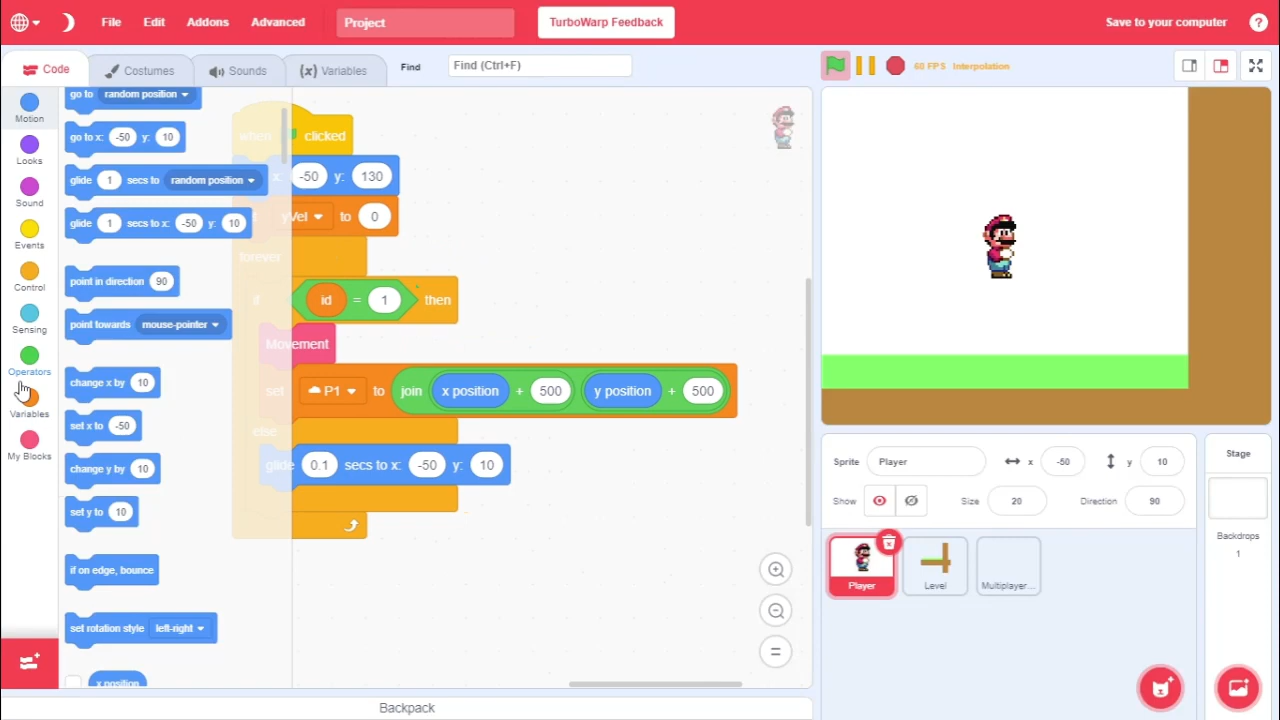 File Edit Addons Advanced Project TurboWarp Feedback Save to your computer ?
Code Costumes Sounds (x) Variables Find Find (Ctrl+F) 60 FPS Interpolation
Motion
Looks
Sound
Events
Control
Sensing
Operators
Variables
My Blocks
go to random position
go to x: -50 y: 10
glide 1 secs to random position
glide 1 secs to x: -50 y: 10
point in direction 90
point towards mouse-pointer
change x by 10
set x to -50
change y by 10
set y to 10
if on edge, bounce
set rotation style left-right
x position
when clicked
x: -50 y: 130
yVel to 0
forever
if id = 1 then
Movement
set P1 to join x position + 500 y position + 500
else
glide 0.1 secs to x: -50 y: 10
Sprite Player x -50 y 10
Show Size 20 Direction 90
Player
Level
Multiplayer...
Stage
Backdrops
1
Backpack